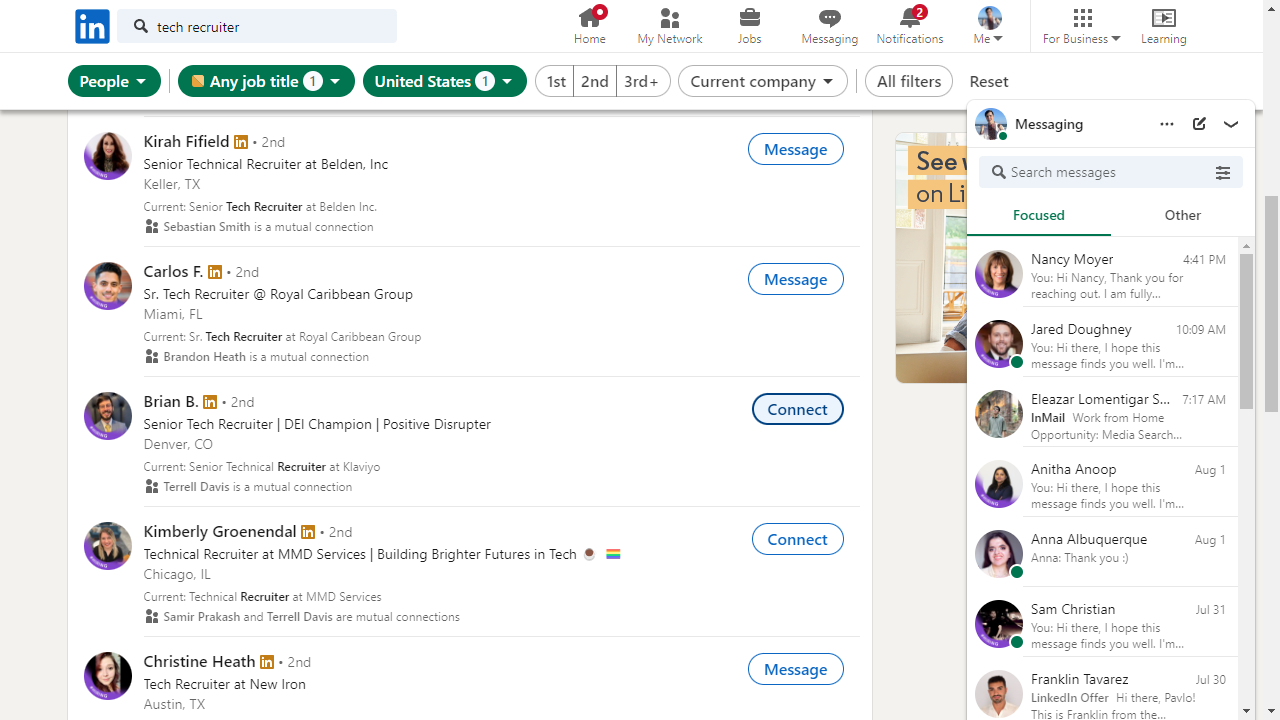 in
tech recruiter
Home
My Network
Jobs
Messaging
2
Notifications
Me
For Business
Learning
People
Any job title 1
United States 1
1st
2nd
3rd+
Current company
All filters
Reset
Kirah Fifield in • 2nd
Message
Senior Technical Recruiter at Belden, Inc
Keller, TX
Current: Senior Tech Recruiter at Belden Inc.
Sebastian Smith is a mutual connection
Carlos F. in • 2nd
Message
Sr. Tech Recruiter @ Royal Caribbean Group
Miami, FL
Current: Sr. Tech Recruiter at Royal Caribbean Group
Brandon Heath is a mutual connection
Brian B. in • 2nd
Connect
Senior Tech Recruiter | DEI Champion | Positive Disrupter
Denver, CO
Current: Senior Technical Recruiter at Klaviyo
Terrell Davis is a mutual connection
Kimberly Groenendal in • 2nd
Connect
Technical Recruiter at MMD Services | Building Brighter Futures in Tech
Chicago, IL
Current: Technical Recruiter at MMD Services
Samir Prakash and Terrell Davis are mutual connections
Christine Heath in • 2nd
Message
Tech Recruiter at New Iron
Austin, TX
See
on Li
Messaging
Search messages
Focused
Other
Nancy Moyer 4:41 PM
You: Hi Nancy, Thank you for
reaching out. I am fully...
Jared Doughney 10:09 AM
You: Hi there, I hope this
message finds you well. I'm...
Eleazar Lomentigar S... 7:17 AM
InMail Work from Home
Opportunity: Media Search...
Anitha Anoop Aug 1
You: Hi there, I hope this
message finds you well. I'm...
Anna Albuquerque Aug 1
Anna: Thank you :)
Sam Christian Jul 31
You: Hi there, I hope this
message finds you well. I'm...
Franklin Tavarez Jul 30
LinkedIn Offer Hi there, Pavlo!
This is Franklin from the...